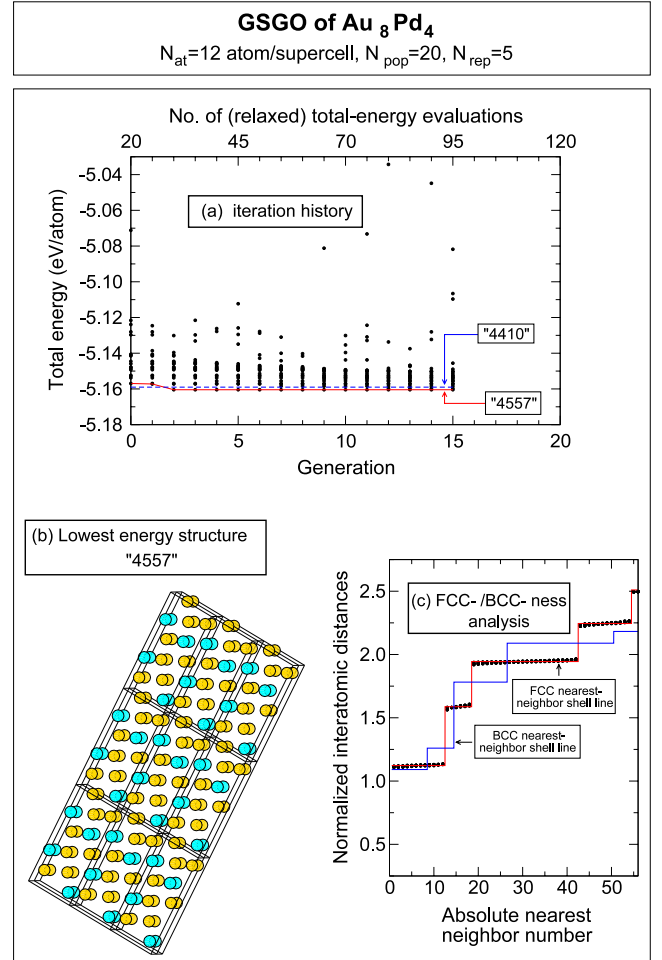 GSGO of Au 8 Pd4
Nat=12 atom/supercell, N pop=20, N rep=5
No. of (relaxed) total-energy evaluations
20 45 70 95 120
(a) iteration history
Total energy (eV/atom)
-5.04
-5.06
-5.08
-5.10
-5.12
-5.14
-5.16
-5.18
"4410"
"4557"
0 5 10 15 20
Generation
(b) Lowest energy structure
"4557"
(c) FCC- /BCC- ness
analysis
Normalized interatomic distances
2.5
2.0
1.5
1.0
FCC nearest-
neighbor shell line
BCC nearest-
neighbor shell line
0 10 20 30 40 50
Absolute nearest
neighbor number